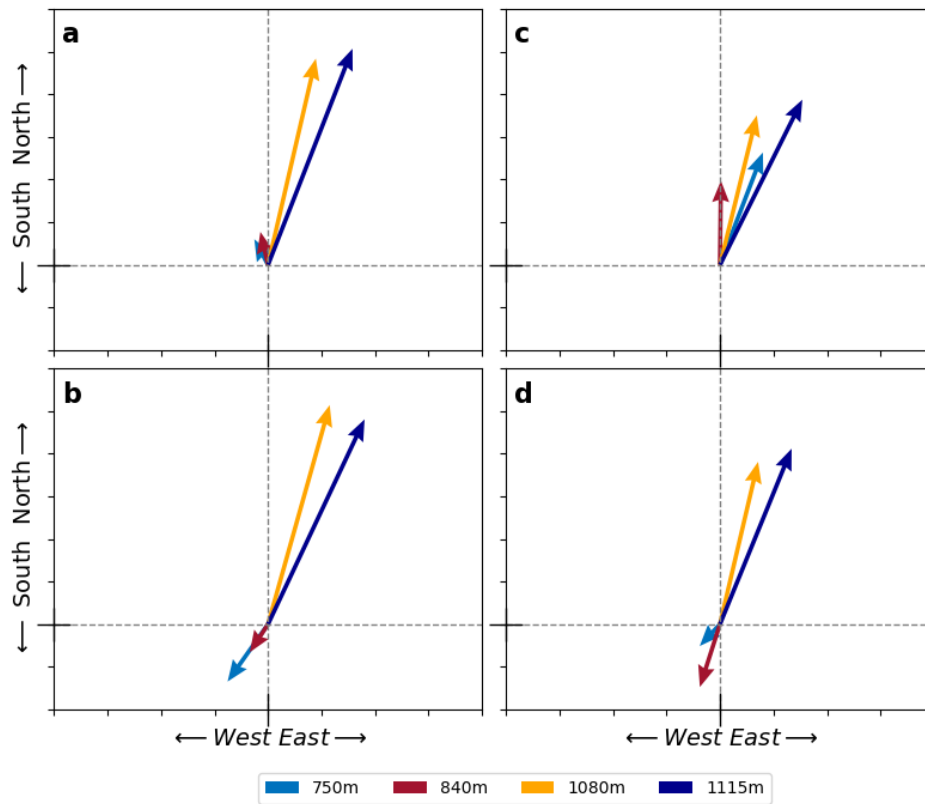 a
c
← South North →
b
d
← South North →
← West East →
← West East →
750m
840m
1080m
1115m